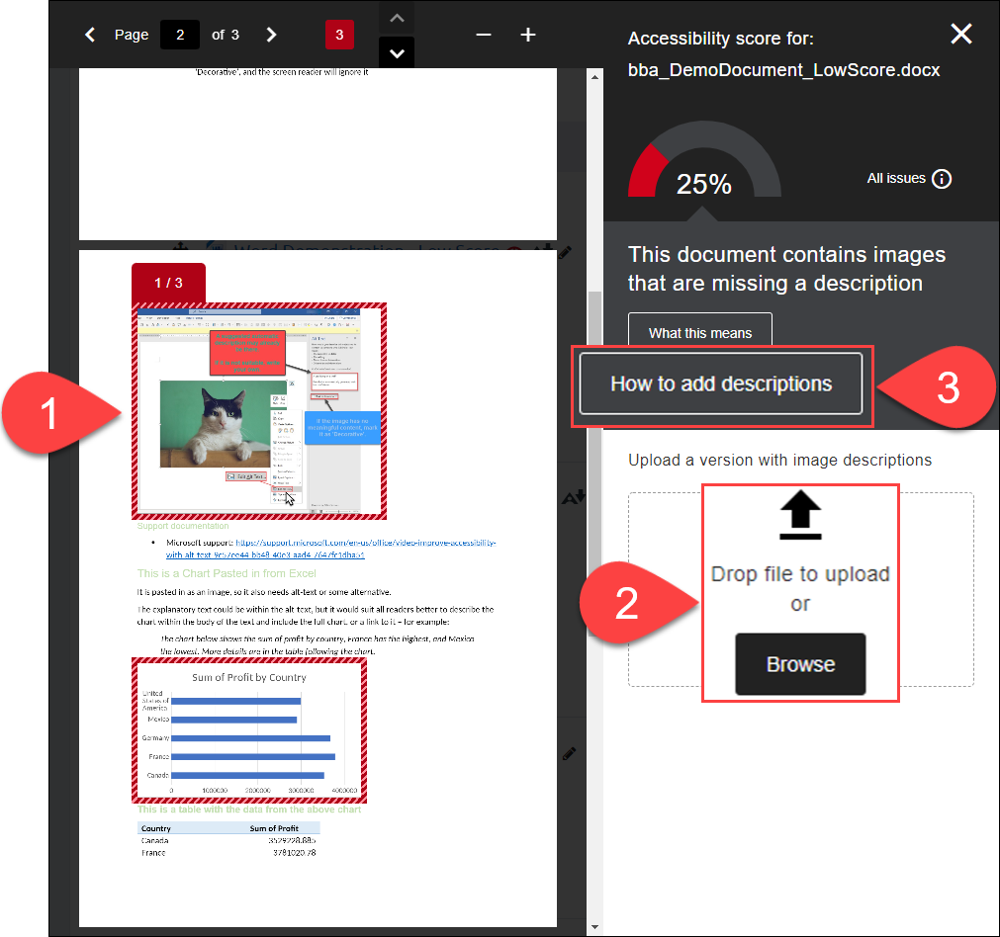 Page 2 of 3
3
Accessibility score for:
bba_DemoDocument_LowScore.docx
25%
All issues
This document contains images
that are missing a description
What this means
How to add descriptions
3
Upload a version with image descriptions
Drop file to upload
or
Browse
2
'Decorative', and the screen reader will ignore it
Word Demonstration - Low Score
1 / 3
1
Alt Text
If the image has no
meaningful content, mark
it as 'Decorative'
Edit Alt Text...
Support documentation
• Microsoft support: https://support.microsoft.com/en-us/office/video-improve-accessibility-
with-alt-text-9c57ee44-bb48-40e3-aad4-7647fc1dba51
This is a Chart Pasted in from Excel
It is pasted in as an image, so it also needs alt-text or some alternative.
The explanatory text could be within the alt-text, but it would suit all readers better to describe the
chart within the body of the text and include the full chart, or a link to it – for example:
The chart below shows the sum of profit by country, France has the highest, and Mexico
the lowest. More details are in the table following the chart.
Sum of Profit by Country
United
States of
America
Mexico
Germany
France
Canada
0 1000000 2000000 3000000 4000000
This is a table with the data from the above chart
Country Sum of Profit
Canada 3529228.885
France 3781020.78